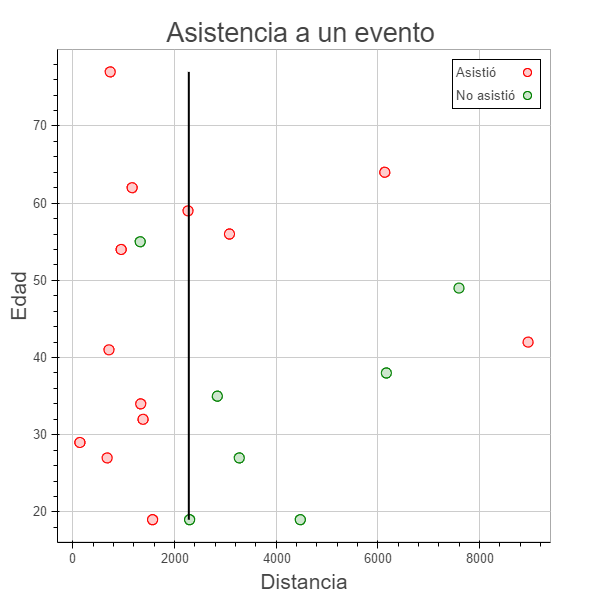 Asistencia a un evento
Asistió
No asistió
70
60
50
40
30
20
Edad
0 2000 4000 6000 8000
Distancia